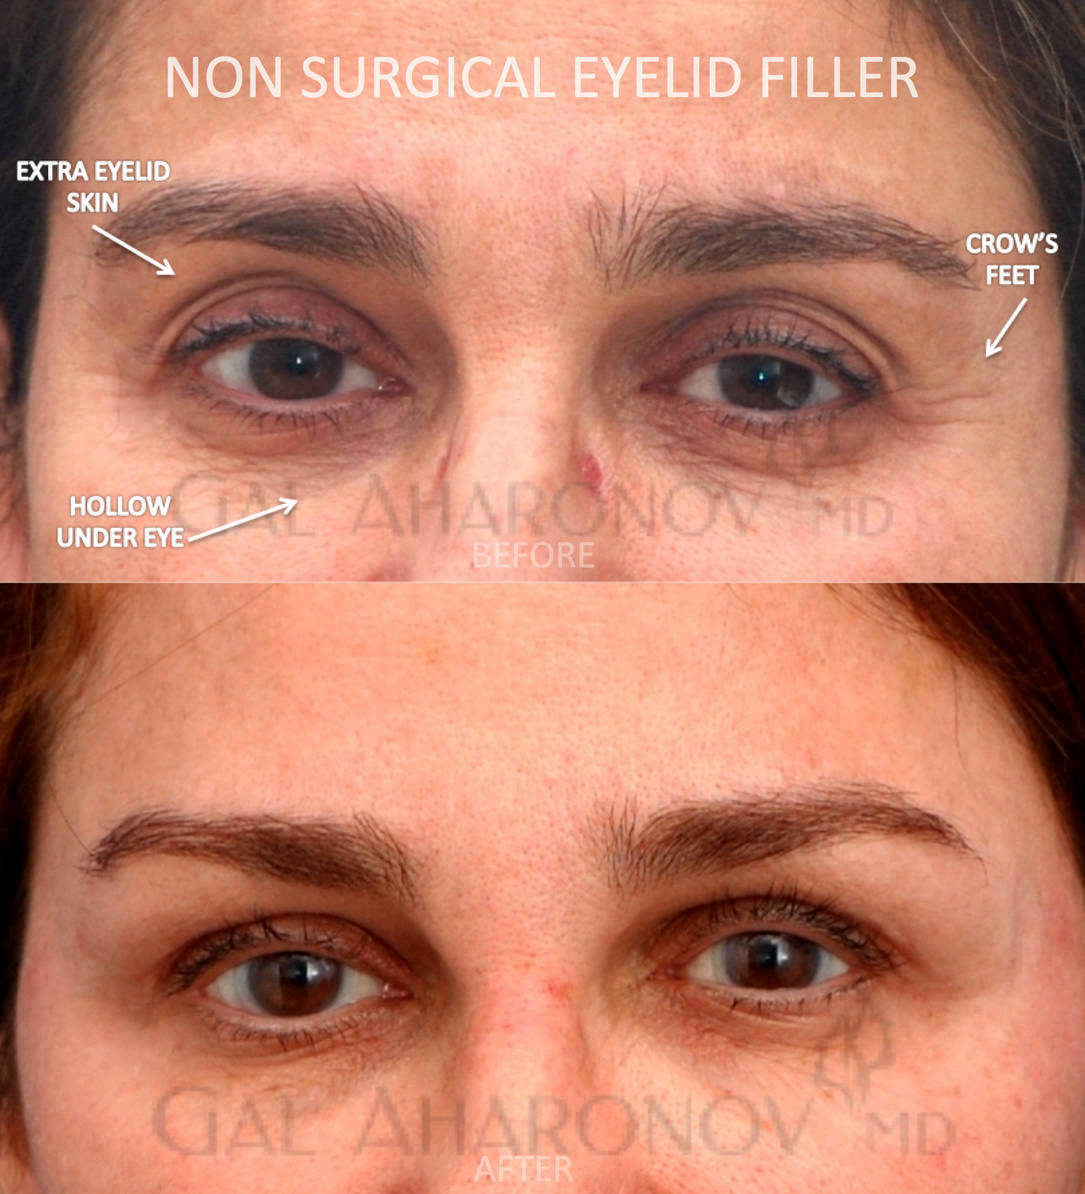 NON SURGICAL EYELID FILLER
EXTRA EYELID
SKIN
CROW'S
FEET
HOLLOW
UNDER EYE
GAL AHARONOV MD
BEFORE
GAL AHARONOV MD
AFTER